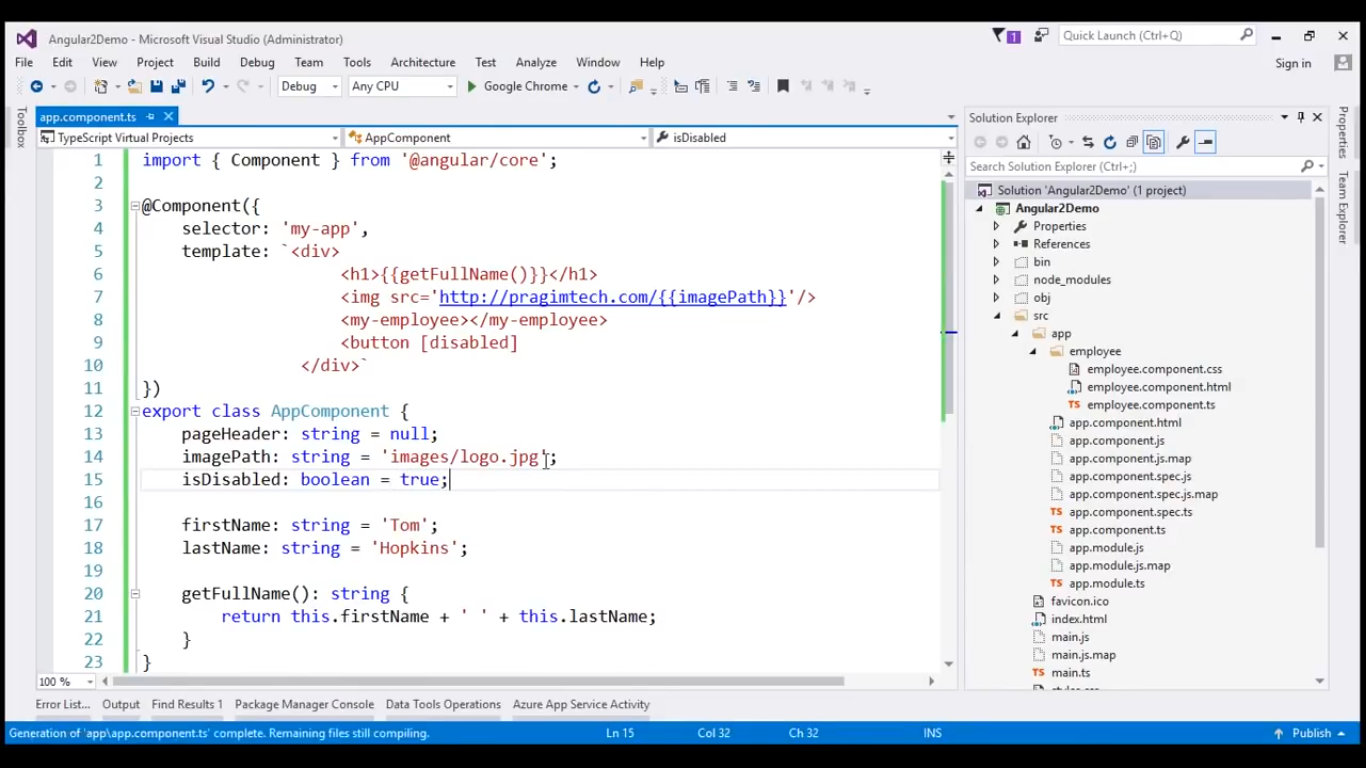 Angular2Demo - Microsoft Visual Studio (Administrator)
1
Quick Launch (Ctrl+Q)
File Edit View Project Build Debug Team Tools Architecture Test Analyze Window Help
Sign in
Debug Any CPU Google Chrome
Toolbox
app.component.ts
TypeScript Virtual Projects AppComponent isDisabled
1 import { Component } from '@angular/core';
2
3 @Component({
4 selector: 'my-app',
5 template: `<div>
6 <h1>{{getFullName()}}</h1>
7 <img src='http://pragimtech.com/{{imagePath}}'/>
8 <my-employee></my-employee>
9 <button [disabled]
10 </div>`
11 })
12 export class AppComponent {
13 pageHeader: string = null;
14 imagePath: string = 'images/logo.jpg';
15 isDisabled: boolean = true;
16
17 firstName: string = 'Tom';
18 lastName: string = 'Hopkins';
19
20 getFullName(): string {
21 return this.firstName + ' ' + this.lastName;
22 }
23 }
100 %
Solution Explorer
Search Solution Explorer (Ctrl+;)
Solution 'Angular2Demo' (1 project)
Angular2Demo
Properties
References
bin
node_modules
obj
src
app
employee
employee.component.css
employee.component.html
employee.component.ts
app.component.html
app.component.js
app.component.js.map
app.component.spec.js
app.component.spec.js.map
app.component.spec.ts
app.component.ts
app.module.js
app.module.js.map
app.module.ts
favicon.ico
index.html
main.js
main.js.map
main.ts
Properties
Team Explorer
Error List... Output Find Results 1 Package Manager Console Data Tools Operations Azure App Service Activity
Generation of 'app\app.component.ts' complete. Remaining files still compiling. Ln 15 Col 32 Ch 32 INS Publish